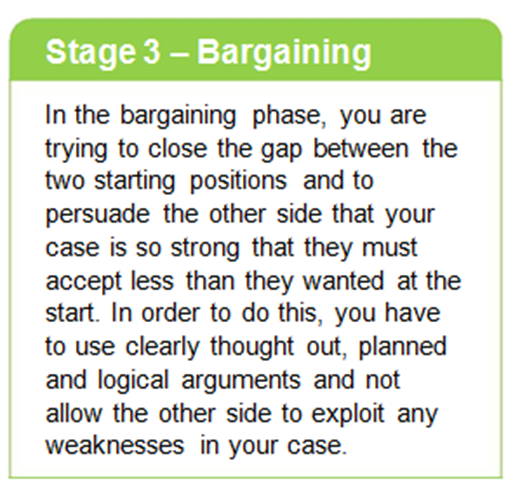 Stage 3 – Bargaining
In the bargaining phase, you are
trying to close the gap between the
two starting positions and to
persuade the other side that your
case is so strong that they must
accept less than they wanted at the
start. In order to do this, you have
to use clearly thought out, planned
and logical arguments and not
allow the other side to exploit any
weaknesses in your case.